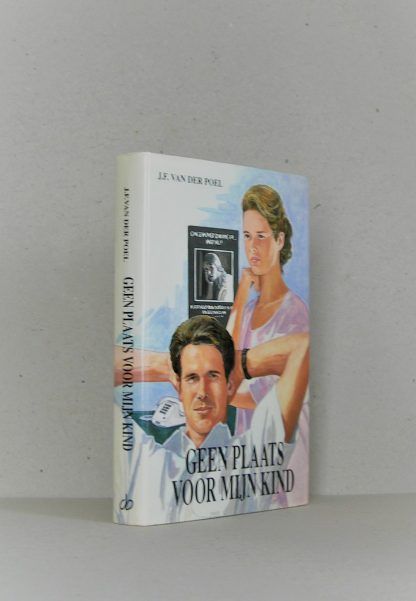 J.F. VAN DER POEL
GEEN PLAATS
VOOR MIJN KIND
J.F. VAN DER POEL
GEEN PLAATS VOOR MIJN KIND